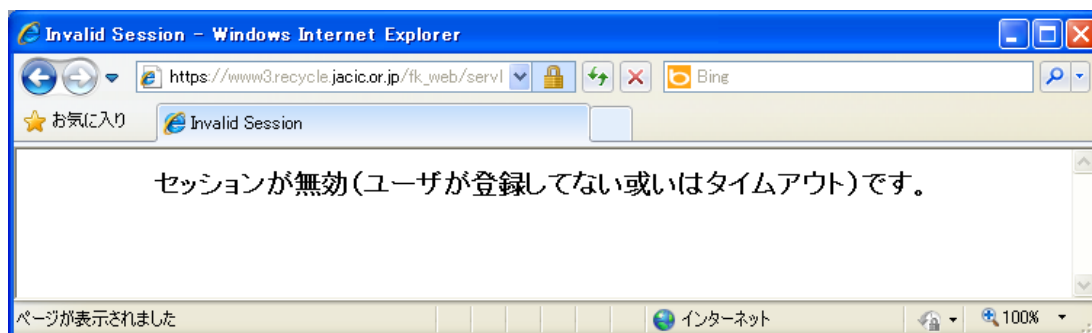 Invalid Session - Windows Internet Explorer
https://www3.recycle.jacic.or.jp/fk_web/servl
Bing
お気に入り
Invalid Session
セッションが無効(ユーザが登録してない或いはタイムアウト)です。
ページが表示されました
インターネット
100%